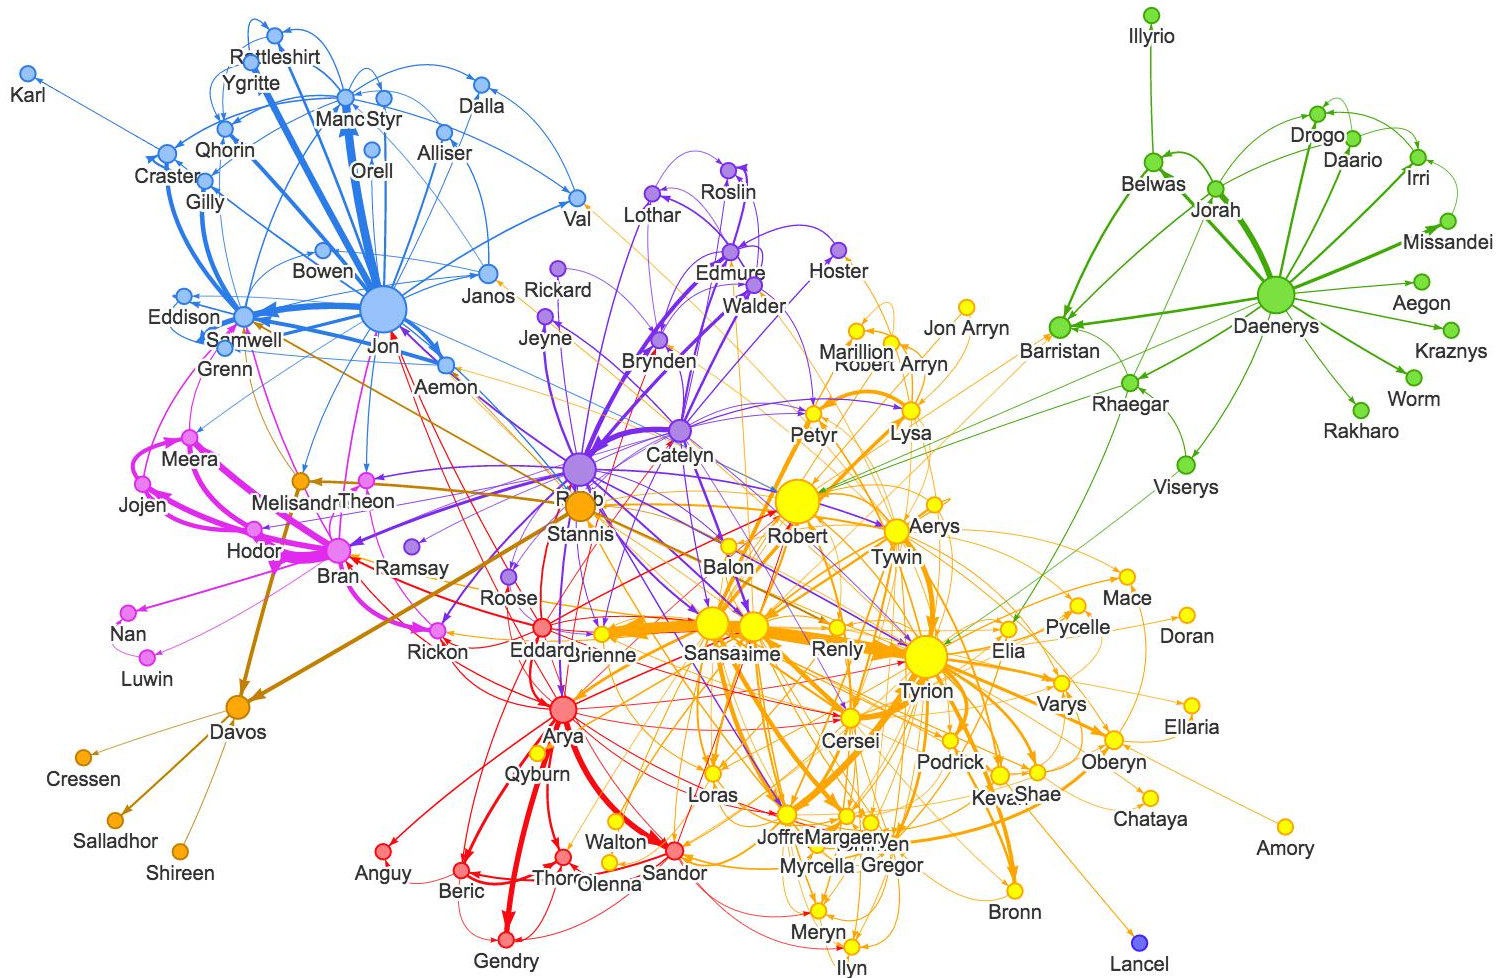 Illyrio
Rattleshirt
Ygritte
Karl
Dalla
Manc
Styr
Drogo
Daario
Qhorin
Alliser
Orell
Craster
Gilly
Irri
Belwas
Roslin
Jorah
Lothar
Val
Missandei
Bowen
Edmure
Hoster
Rickard
Janos
Walder
Aegon
Eddison
Samwell
Jon
Jon Arryn
Daenerys
Jeyne
Marillion
Robert Arryn
Barristan
Kraznys
Grenn
Brynden
Aemon
Worm
Rhaegar
Rakharo
Petyr
Lysa
Catelyn
Meera
Viserys
Melisandr
Theon
Jojen
Stannis
Robert
Aerys
Tywin
Hodor
Bran
Ramsay
Balon
Roose
Mace
Pycelle
Doran
Nan
Rickon
Eddard
Brienne
Sansa
aime
Renly
Elia
Luwin
Tyrion
Varys
Ellaria
Davos
Arya
Cersei
Podrick
Oberyn
Cressen
Qyburn
Loras
Kevan
Shae
Chataya
Salladhor
Walton
Joffre
Margaery
Amory
Shireen
Anguy
Beric
Thoro
Olenna
Sandor
Myrcella
Gregor
Bronn
Meryn
Gendry
Ilyn
Lancel